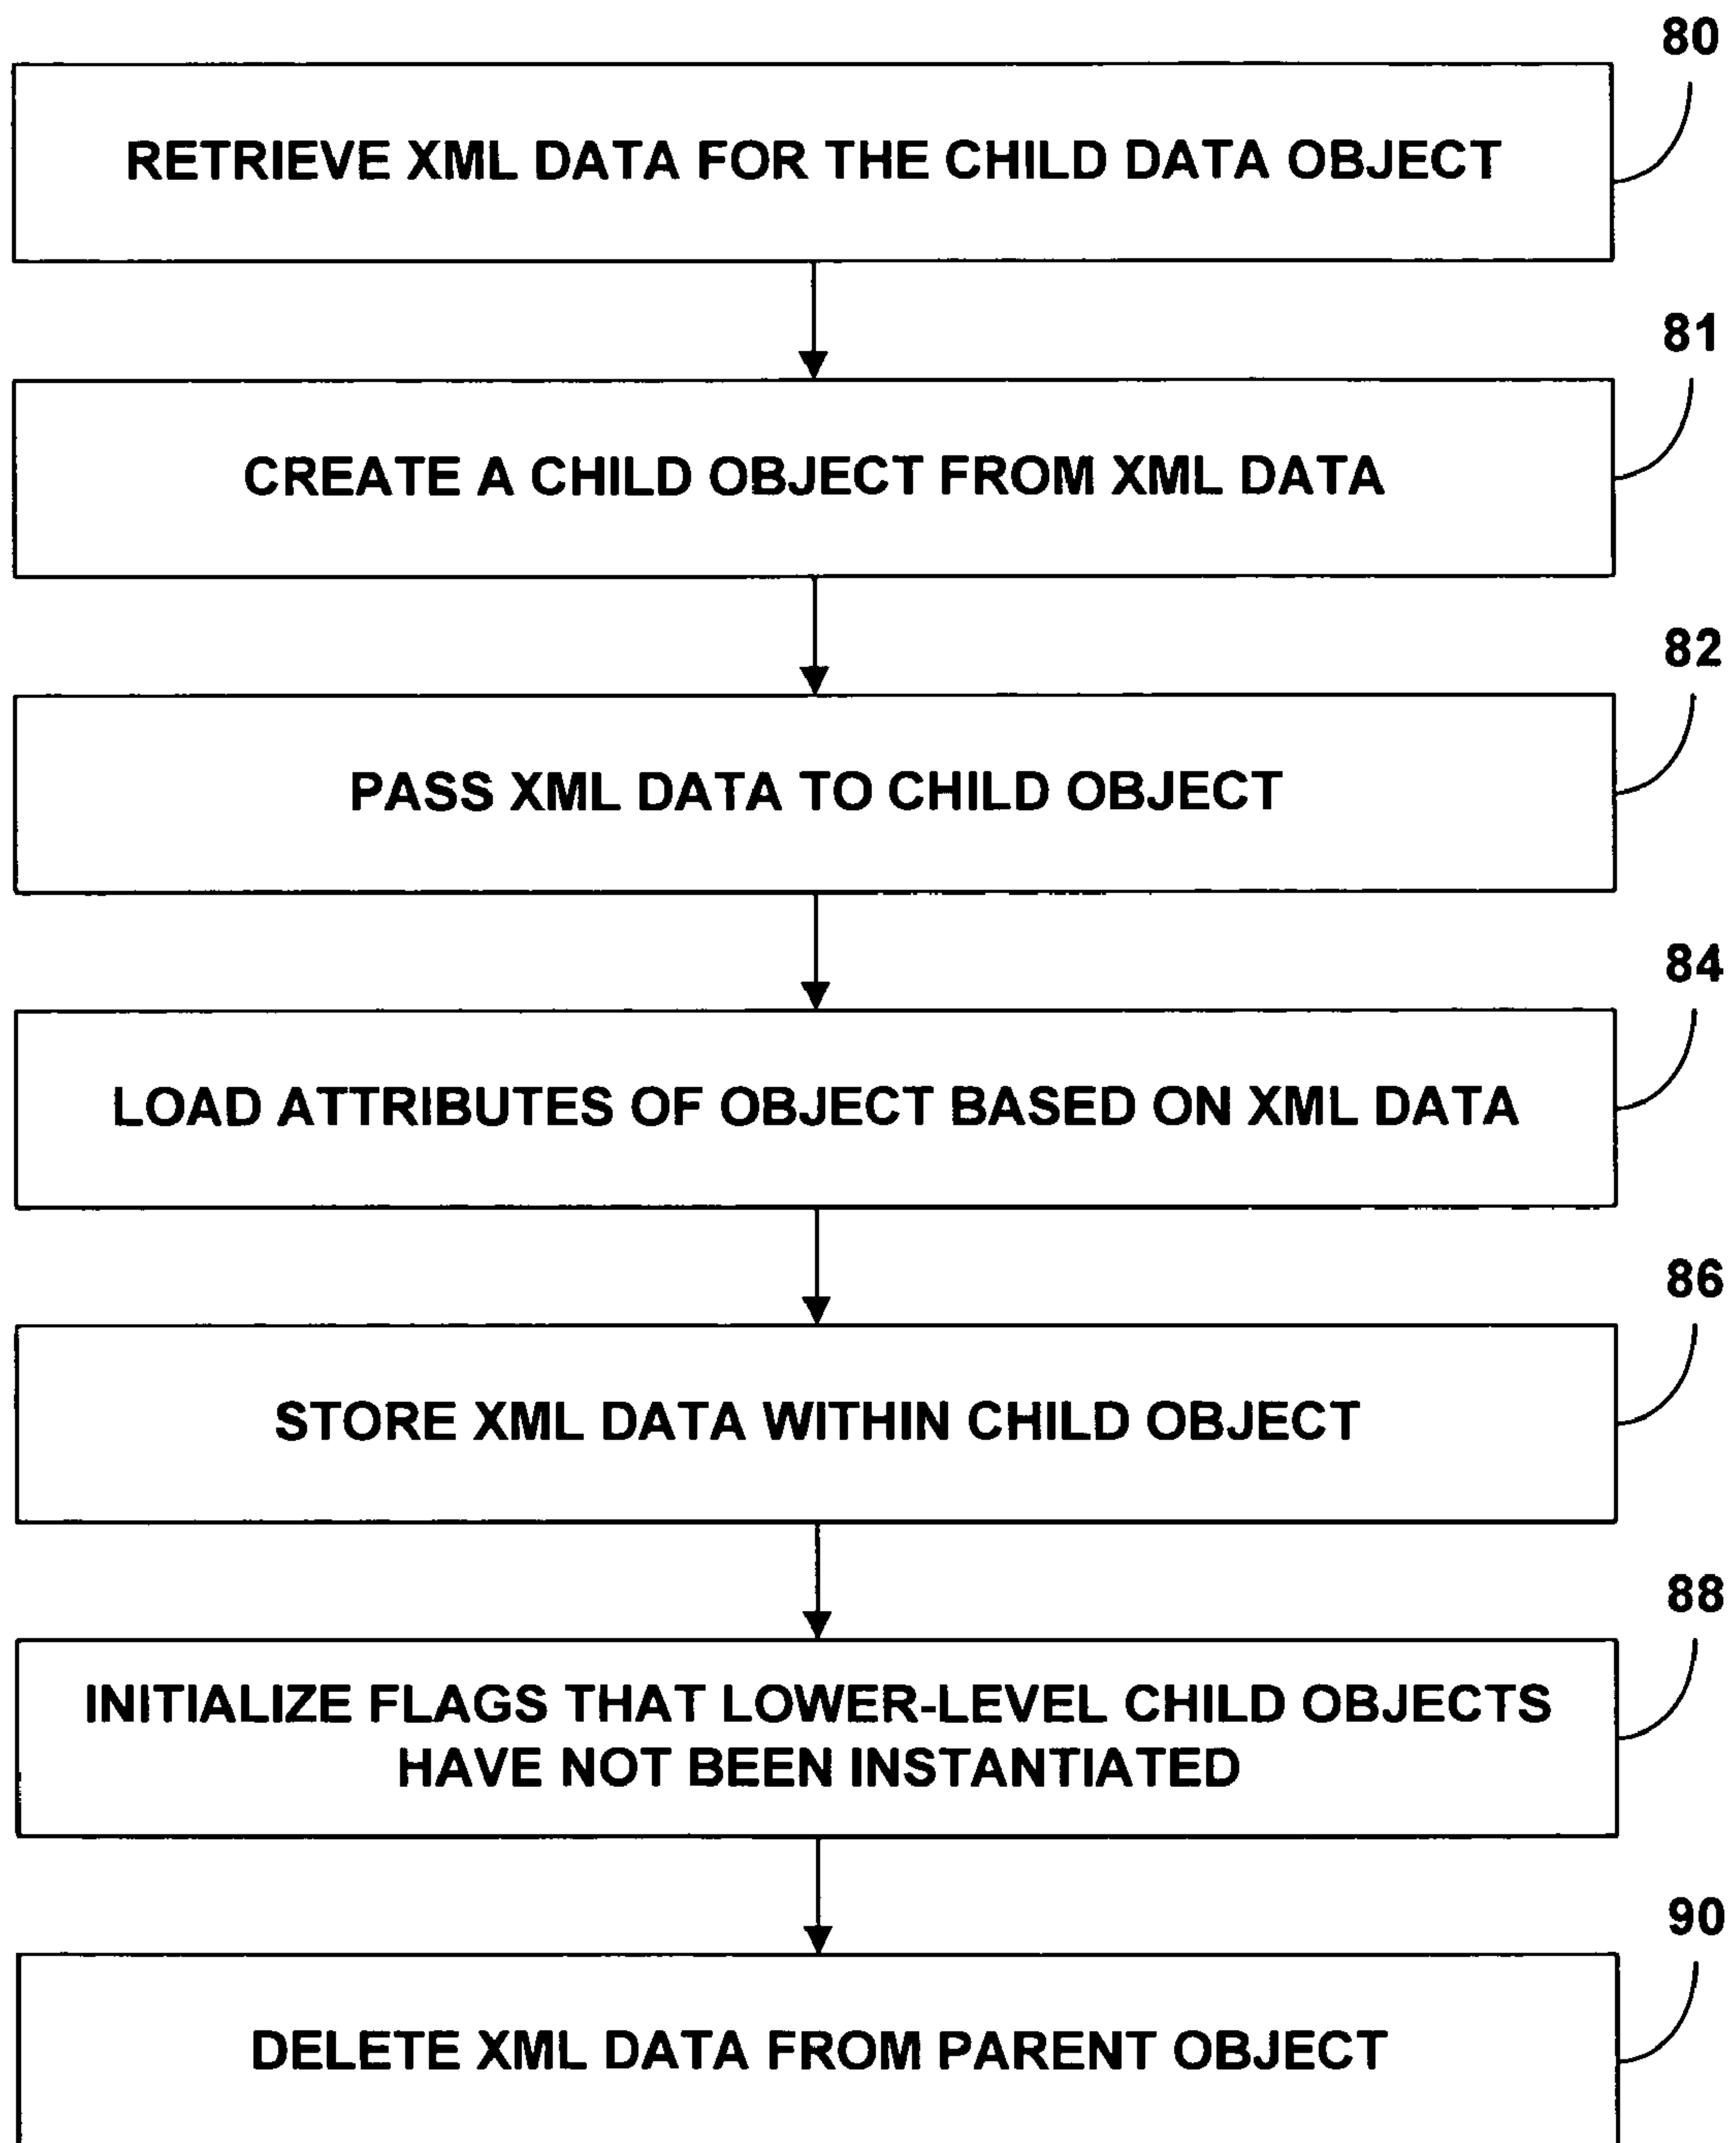 80
RETRIEVE XML DATA FOR THE CHILD DATA OBJECT
81
CREATE A CHILD OBJECT FROM XML DATA
82
PASS XML DATA TO CHILD OBJECT
84
LOAD ATTRIBUTES OF OBJECT BASED ON XML DATA
86
STORE XML DATA WITHIN CHILD OBJECT
88
INITIALIZE FLAGS THAT LOWER-LEVEL CHILD OBJECTS
HAVE NOT BEEN INSTANTIATED
90
DELETE XML DATA FROM PARENT OBJECT